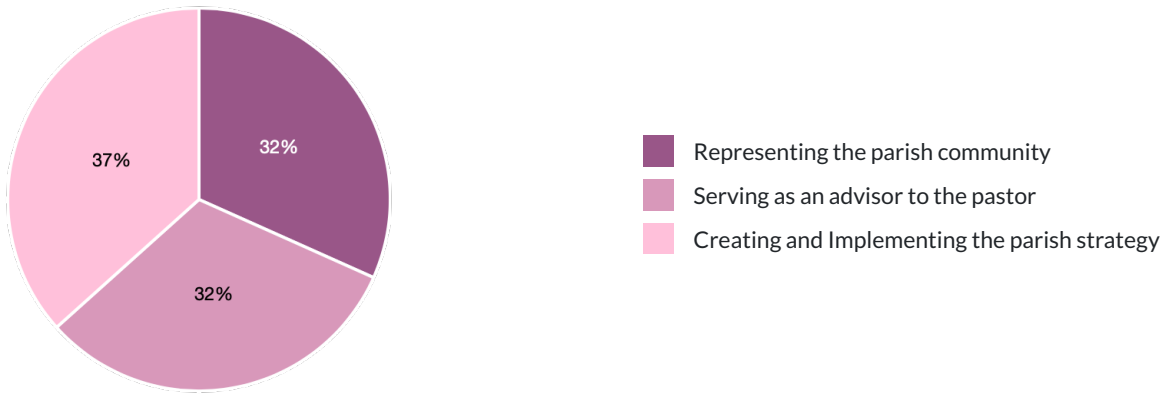 37%
32%
32%
Representing the parish community
Serving as an advisor to the pastor
Creating and Implementing the parish strategy